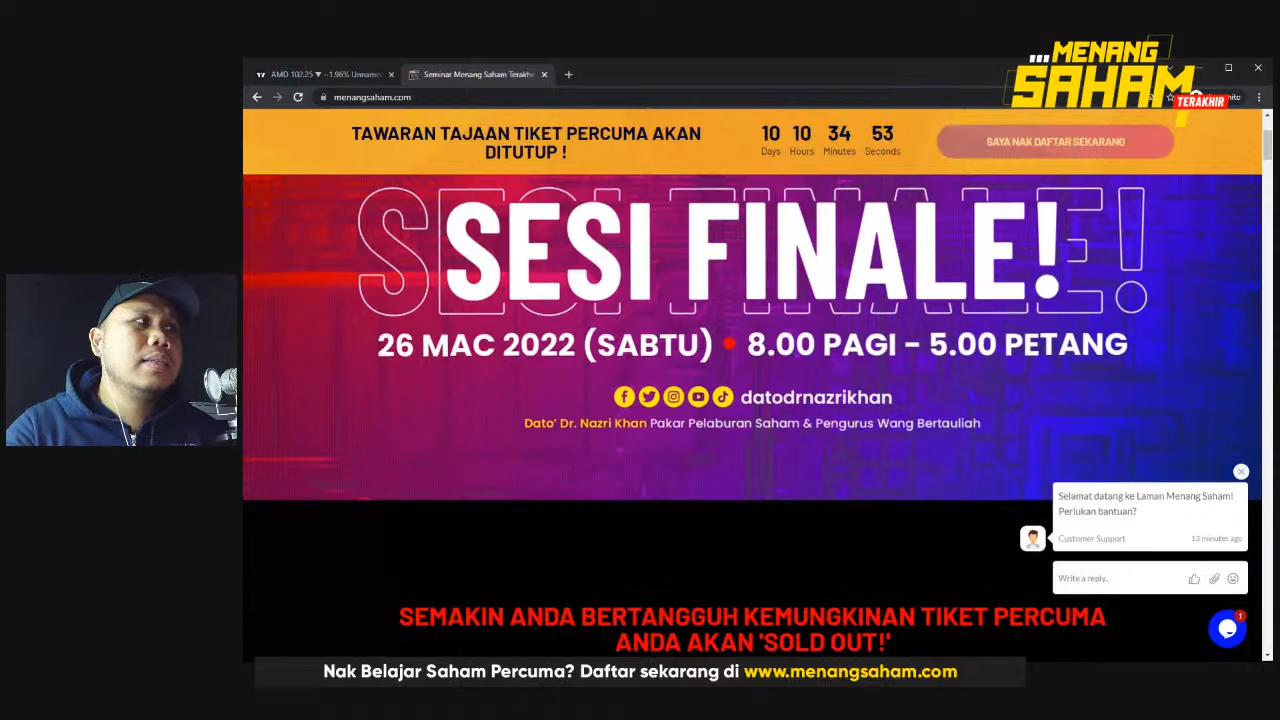 ...MENANG
SAHAM
TERAKHIR
AMD 102.25 ▼ −1.96% Unnam
Seminar Menang Saham Terakhi
menangsaham.com
TAWARAN TAJAAN TIKET PERCUMA AKAN
DITUTUP !
10 10 34 53
Days Hours Minutes Seconds
SAYA NAK DAFTAR SEKARANG
SESI FINALE!
SESI FINALE!
26 MAC 2022 (SABTU) • 8.00 PAGI - 5.00 PETANG
datodrnazrikhan
Dato' Dr. Nazri Khan Pakar Pelaburan Saham & Pengurus Wang Bertauliah
Selamat datang ke Laman Menang Saham!
Perlukan bantuan?
Customer Support 13 minutes ago
Write a reply..
1
SEMAKIN ANDA BERTANGGUH KEMUNGKINAN TIKET PERCUMA
ANDA AKAN 'SOLD OUT!'
Nak Belajar Saham Percuma? Daftar sekarang di www.menangsaham.com